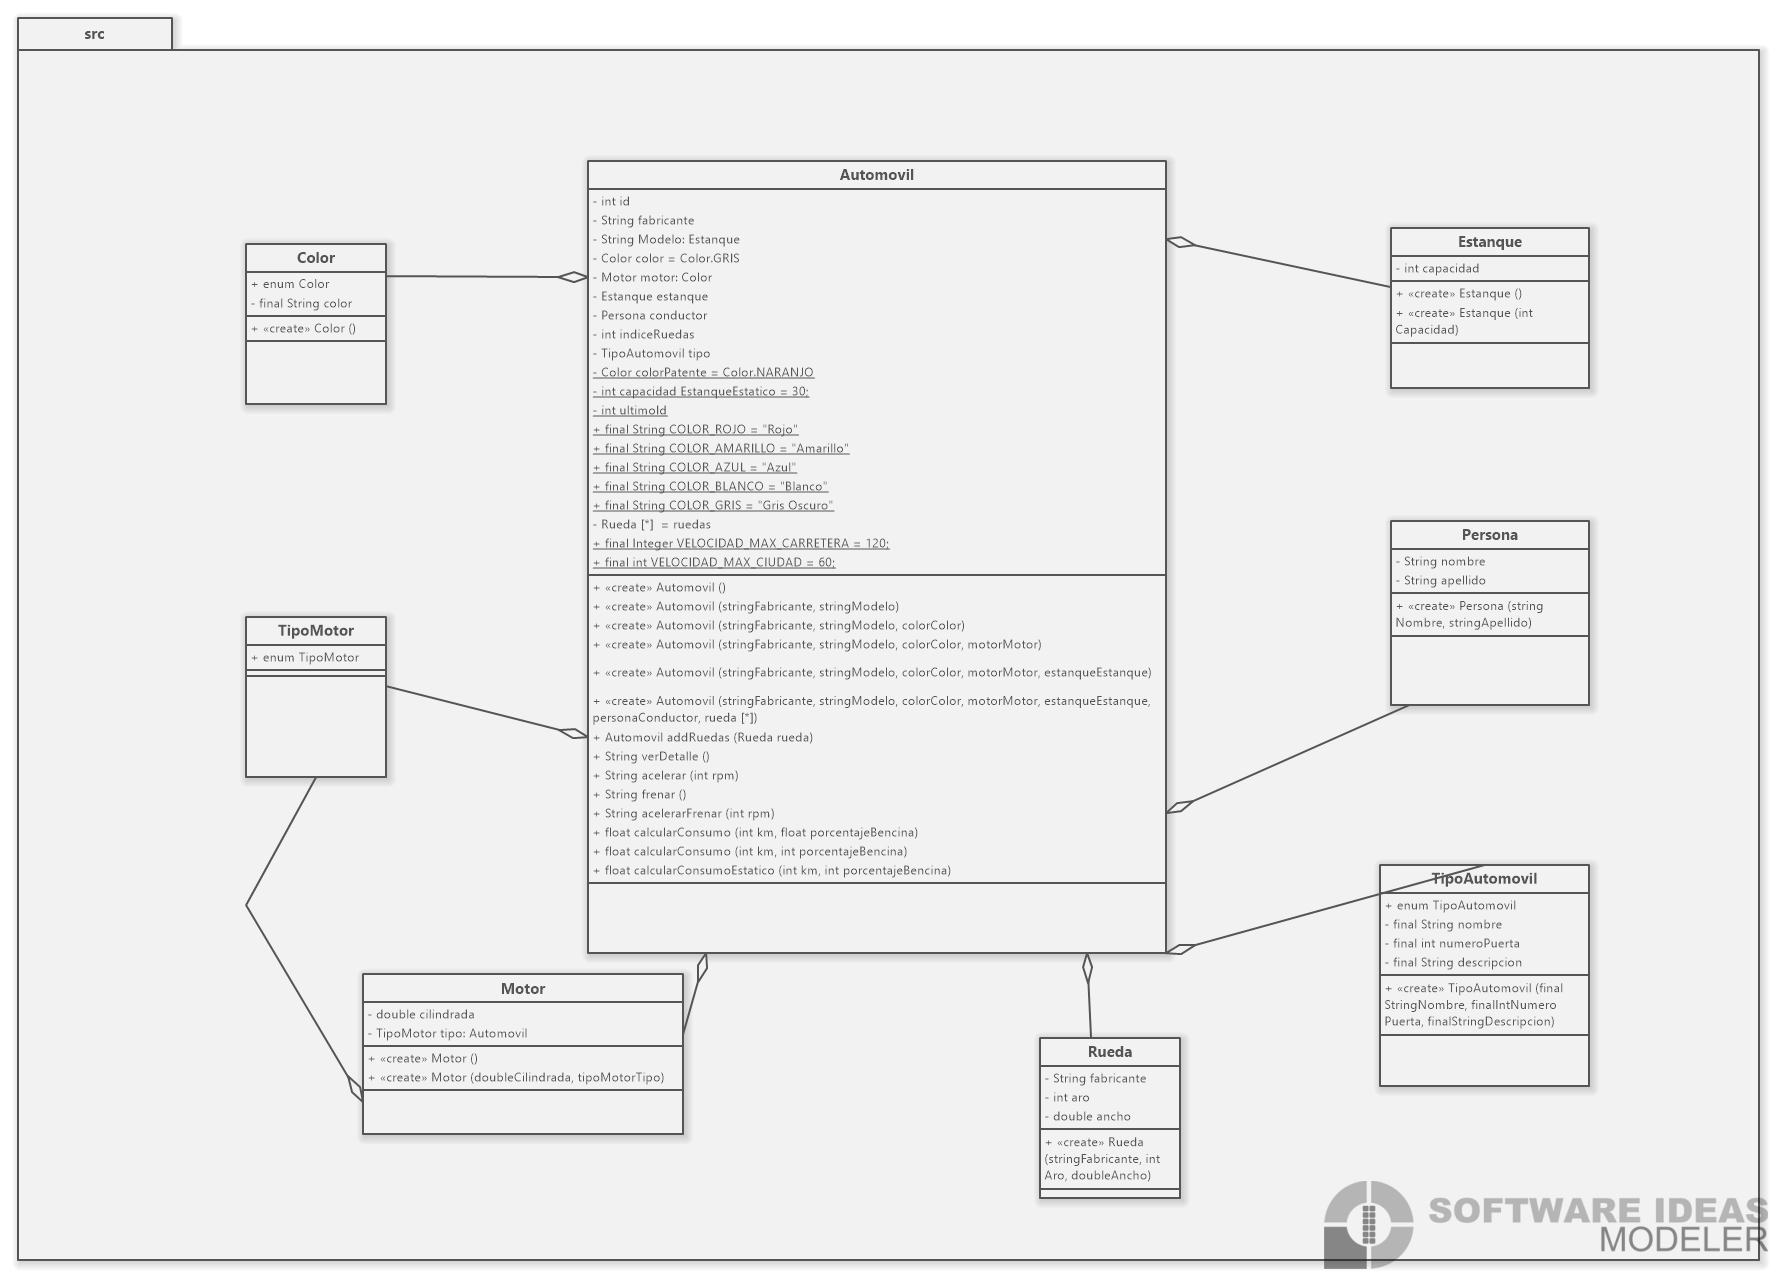 src
Automovil
- int id
- String fabricante
- String Modelo: Estanque
- Color color = Color.GRIS
- Motor motor: Color
- Estanque estanque
- Persona conductor
- int indiceRuedas
- TipoAutomovil tipo
- Color colorPatente = Color.NARANJO
- int capacidad EstanqueEstatico = 30;
- int ultimoId
+ final String COLOR_ROJO = "Rojo"
+ final String COLOR_AMARILLO = "Amarillo"
+ final String COLOR_AZUL = "Azul"
+ final String COLOR_BLANCO = "Blanco"
+ final String COLOR_GRIS = "Gris Oscuro"
- Rueda [*] = ruedas
+ final Integer VELOCIDAD_MAX_CARRETERA = 120;
+ final int VELOCIDAD_MAX_CIUDAD = 60;
+ «create» Automovil ()
+ «create» Automovil (stringFabricante, stringModelo)
+ «create» Automovil (stringFabricante, stringModelo, colorColor)
+ «create» Automovil (stringFabricante, stringModelo, colorColor, motorMotor)
+ «create» Automovil (stringFabricante, stringModelo, colorColor, motorMotor, estanqueEstanque)
+ «create» Automovil (stringFabricante, stringModelo, colorColor, motorMotor, estanqueEstanque,
personaConductor, rueda [*])
+ Automovil addRuedas (Rueda rueda)
+ String verDetalle ()
+ String acelerar (int rpm)
+ String frenar ()
+ String acelerarFrenar (int rpm)
+ float calcularConsumo (int km, float porcentajeBencina)
+ float calcularConsumo (int km, int porcentajeBencina)
+ float calcularConsumoEstatico (int km, int porcentajeBencina)
Color
+ enum Color
- final String color
+ «create» Color ()
Estanque
- int capacidad
+ «create» Estanque ()
+ «create» Estanque (int
Capacidad)
Persona
- String nombre
- String apellido
+ «create» Persona (string
Nombre, stringApellido)
TipoMotor
+ enum TipoMotor
TipoAutomovil
+ enum TipoAutomovil
- final String nombre
- final int numeroPuerta
- final String descripcion
+ «create» TipoAutomovil (final
StringNombre, finalIntNumero
Puerta, finalStringDescripcion)
Motor
- double cilindrada
- TipoMotor tipo: Automovil
+ «create» Motor ()
+ «create» Motor (doubleCilindrada, tipoMotorTipo)
Rueda
- String fabricante
- int aro
- double ancho
+ «create» Rueda
(stringFabricante, int
Aro, doubleAncho)
SOFTWARE IDEAS
MODELER